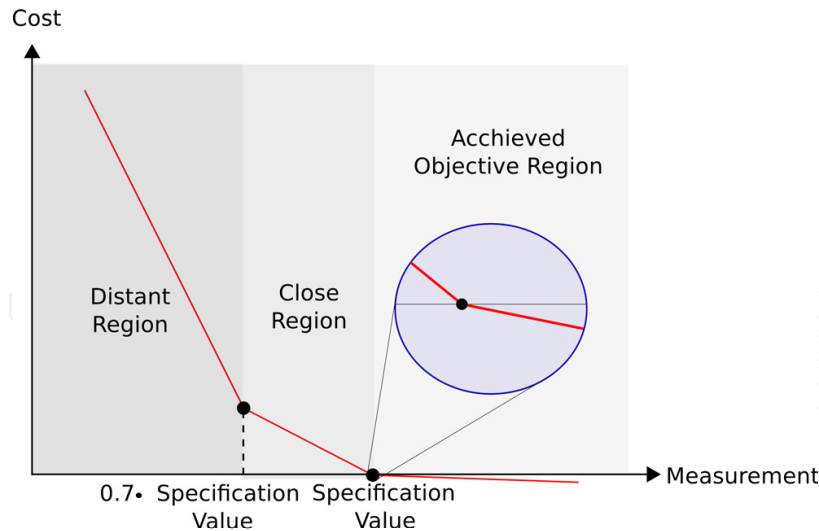 Cost
Acchieved
Objective Region
Distant
Region
Close
Region
Measurement
0.7• Specification
Value
Specification
Value